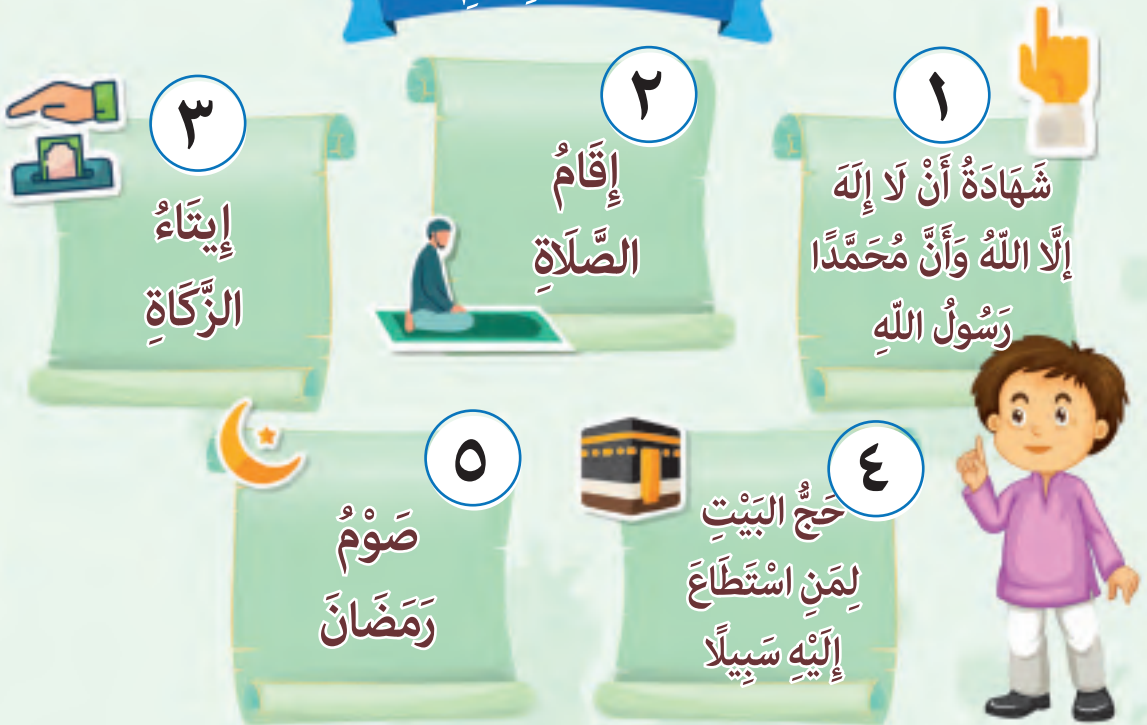 ١
شَهَادَةُ أَنْ لَا إِلَهَ
إِلَّا اللّهُ وَأَنَّ مُحَمَّدًا
رَسُولُ اللّهِ
٢
إِقَامُ
الصَّلَاةِ
٣
إِيتَاءُ
الزَّكَاةِ
٤
حَجُّ البَيْتِ
لِمَنِ اسْتَطَاعَ
إِلَيْهِ سَبِيلًا
٥
صَوْمُ
رَمَضَانَ